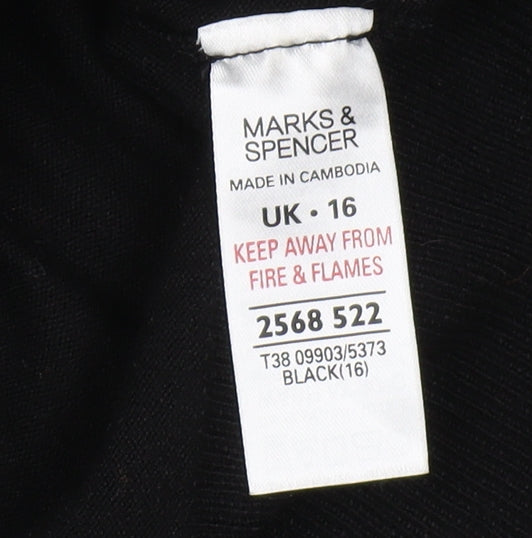 MARKS &
SPENCER
MADE IN CAMBODIA
UK • 16
KEEP AWAY FROM
FIRE & FLAMES
2568 522
T38 09903/5373
BLACK(16)